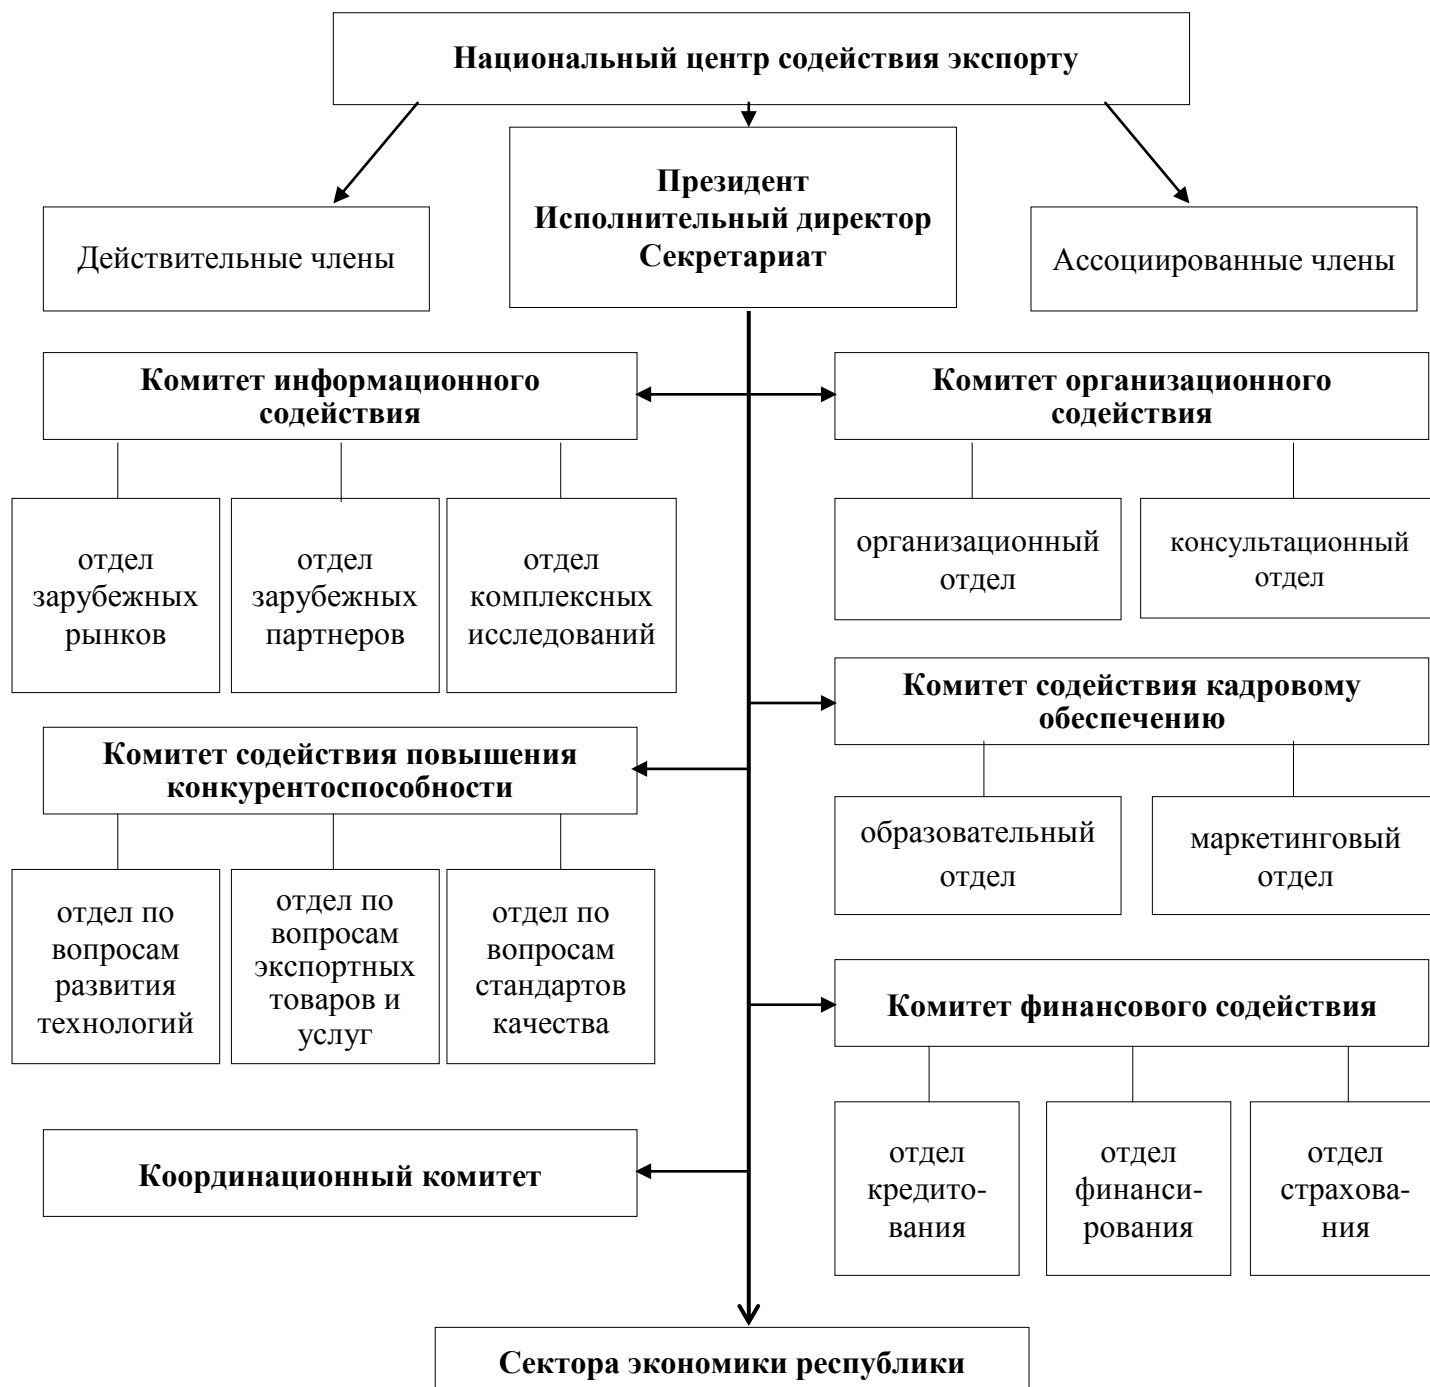 Национальный центр содействия экспорту
Президент
Исполнительный директор
Секретариат
Действительные члены
Ассоциированные члены
Комитет информационного
содействия
Комитет организационного
содействия
отдел
зарубежных
рынков
отдел
зарубежных
партнеров
отдел
комплексных
исследований
организационный
отдел
консультационный
отдел
Комитет содействия кадровому
обеспечению
Комитет содействия повышения
конкурентоспособности
образовательный
отдел
маркетинговый
отдел
отдел по
вопросам
развития
технологий
отдел по
вопросам
экспортных
товаров и
услуг
отдел по
вопросам
стандартов
качества
Комитет финансового содействия
Координационный комитет
отдел
кредито-
вания
отдел
финанси-
рования
отдел
страхова-
ния
Сектора экономики республики